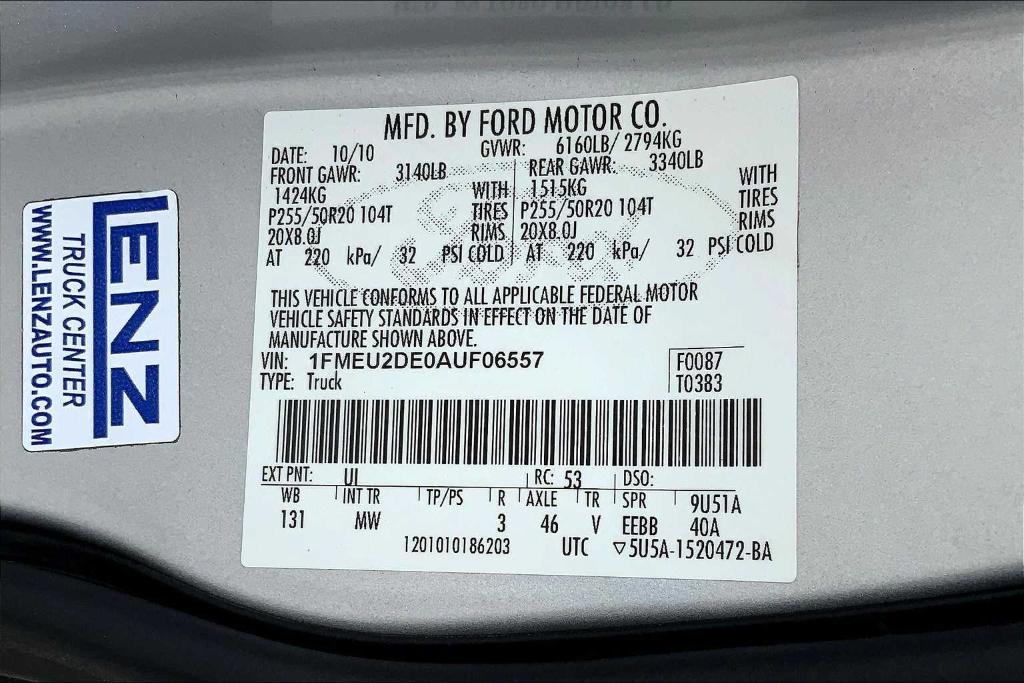 MFD. BY FORD MOTOR CO.
DATE: 10/10 GVWR: 6160LB/ 2794KG
FRONT GAWR: 3140LB REAR GAWR: 3340LB
1424KG WITH 1515KG WITH
P255/50R20 104T TIRES P255/50R20 104T TIRES
20X8.0J RIMS 20X8.0J RIMS
AT 220 kPa/ 32 PSI COLD AT 220 kPa/ 32 PSI COLD
THIS VEHICLE CONFORMS TO ALL APPLICABLE FEDERAL MOTOR
VEHICLE SAFETY STANDARDS IN EFFECT ON THE DATE OF
MANUFACTURE SHOWN ABOVE.
VIN: 1FMEU2DE0AUF06557 F0087
TYPE: Truck T0383
EXT PNT: UI RC: 53 DSO:
WB INT TR TP/PS R AXLE TR SPR 9U51A
131 MW 3 46 V EEBB 40A
1201010186203 UTC ▽5U5A-1520472-BA
LENZ
TRUCK CENTER
WWW.LENZAUTO.COM